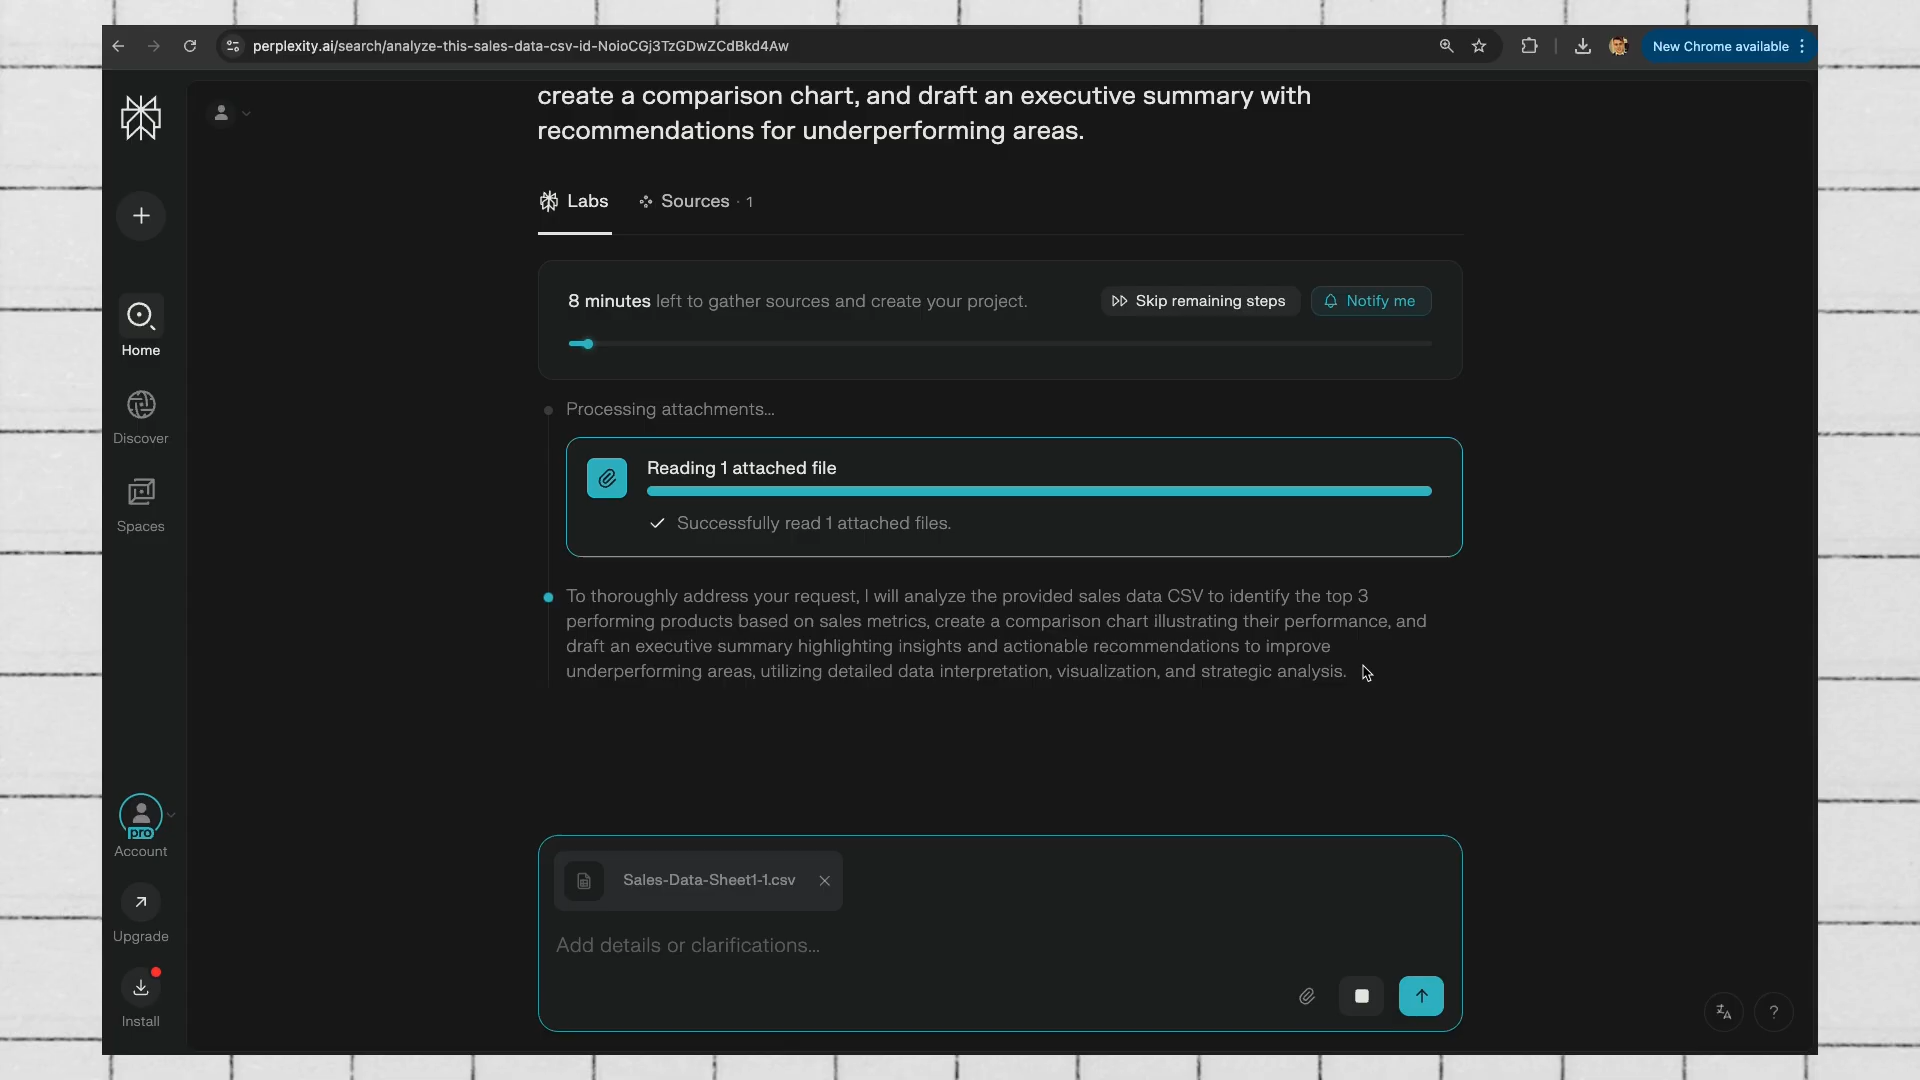 perplexity.ai/search/analyze-this-sales-data-csv-id-NoioCGj3TzGDwZCdBkd4Aw
New Chrome available
create a comparison chart, and draft an executive summary with
recommendations for underperforming areas.
Labs
Sources · 1
8 minutes left to gather sources and create your project.
Skip remaining steps
Notify me
Processing attachments...
Reading 1 attached file
Successfully read 1 attached files.
To thoroughly address your request, I will analyze the provided sales data CSV to identify the top 3
performing products based on sales metrics, create a comparison chart illustrating their performance, and
draft an executive summary highlighting insights and actionable recommendations to improve
underperforming areas, utilizing detailed data interpretation, visualization, and strategic analysis.
Home
Discover
Spaces
pro
Account
Upgrade
Install
Sales-Data-Sheet1-1.csv
Add details or clarifications...
?